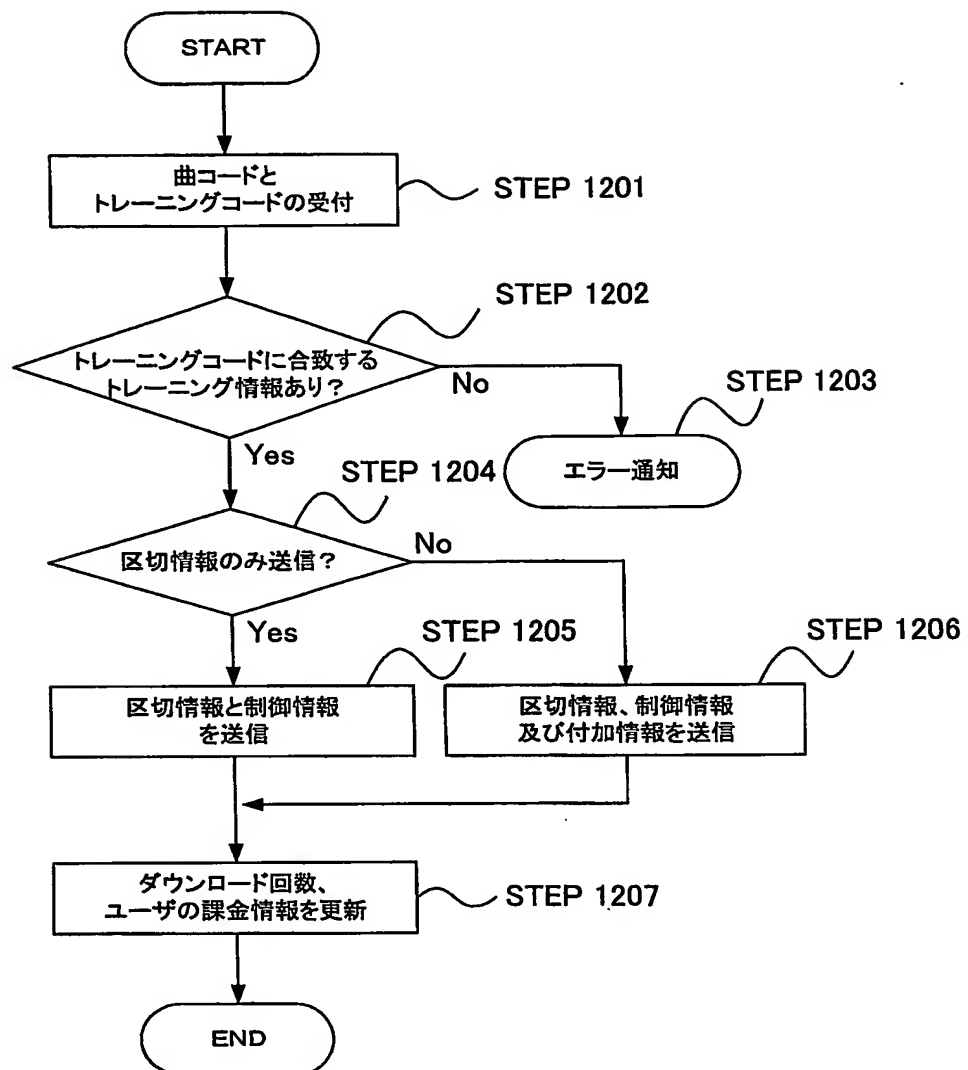 START
曲コードと
トレーニングコードの受付
STEP 1201
STEP 1202
トレーニングコードに合致する
トレーニング情報あり？
No
STEP 1203
エラー通知
Yes
STEP 1204
区切情報のみ送信？
No
Yes
STEP 1205
区切情報と制御情報
を送信
STEP 1206
区切情報、制御情報
及び付加情報を送信
ダウンロード回数、
ユーザの課金情報を更新
STEP 1207
END